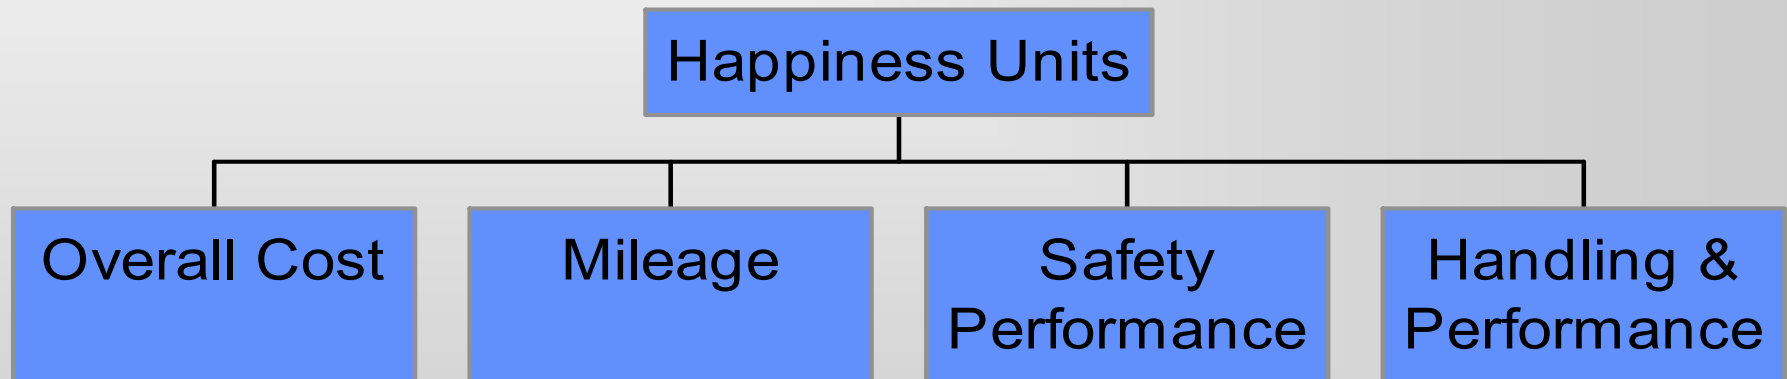 Happiness Units
Overall Cost
Mileage
Safety
Performance
Handling &
Performance